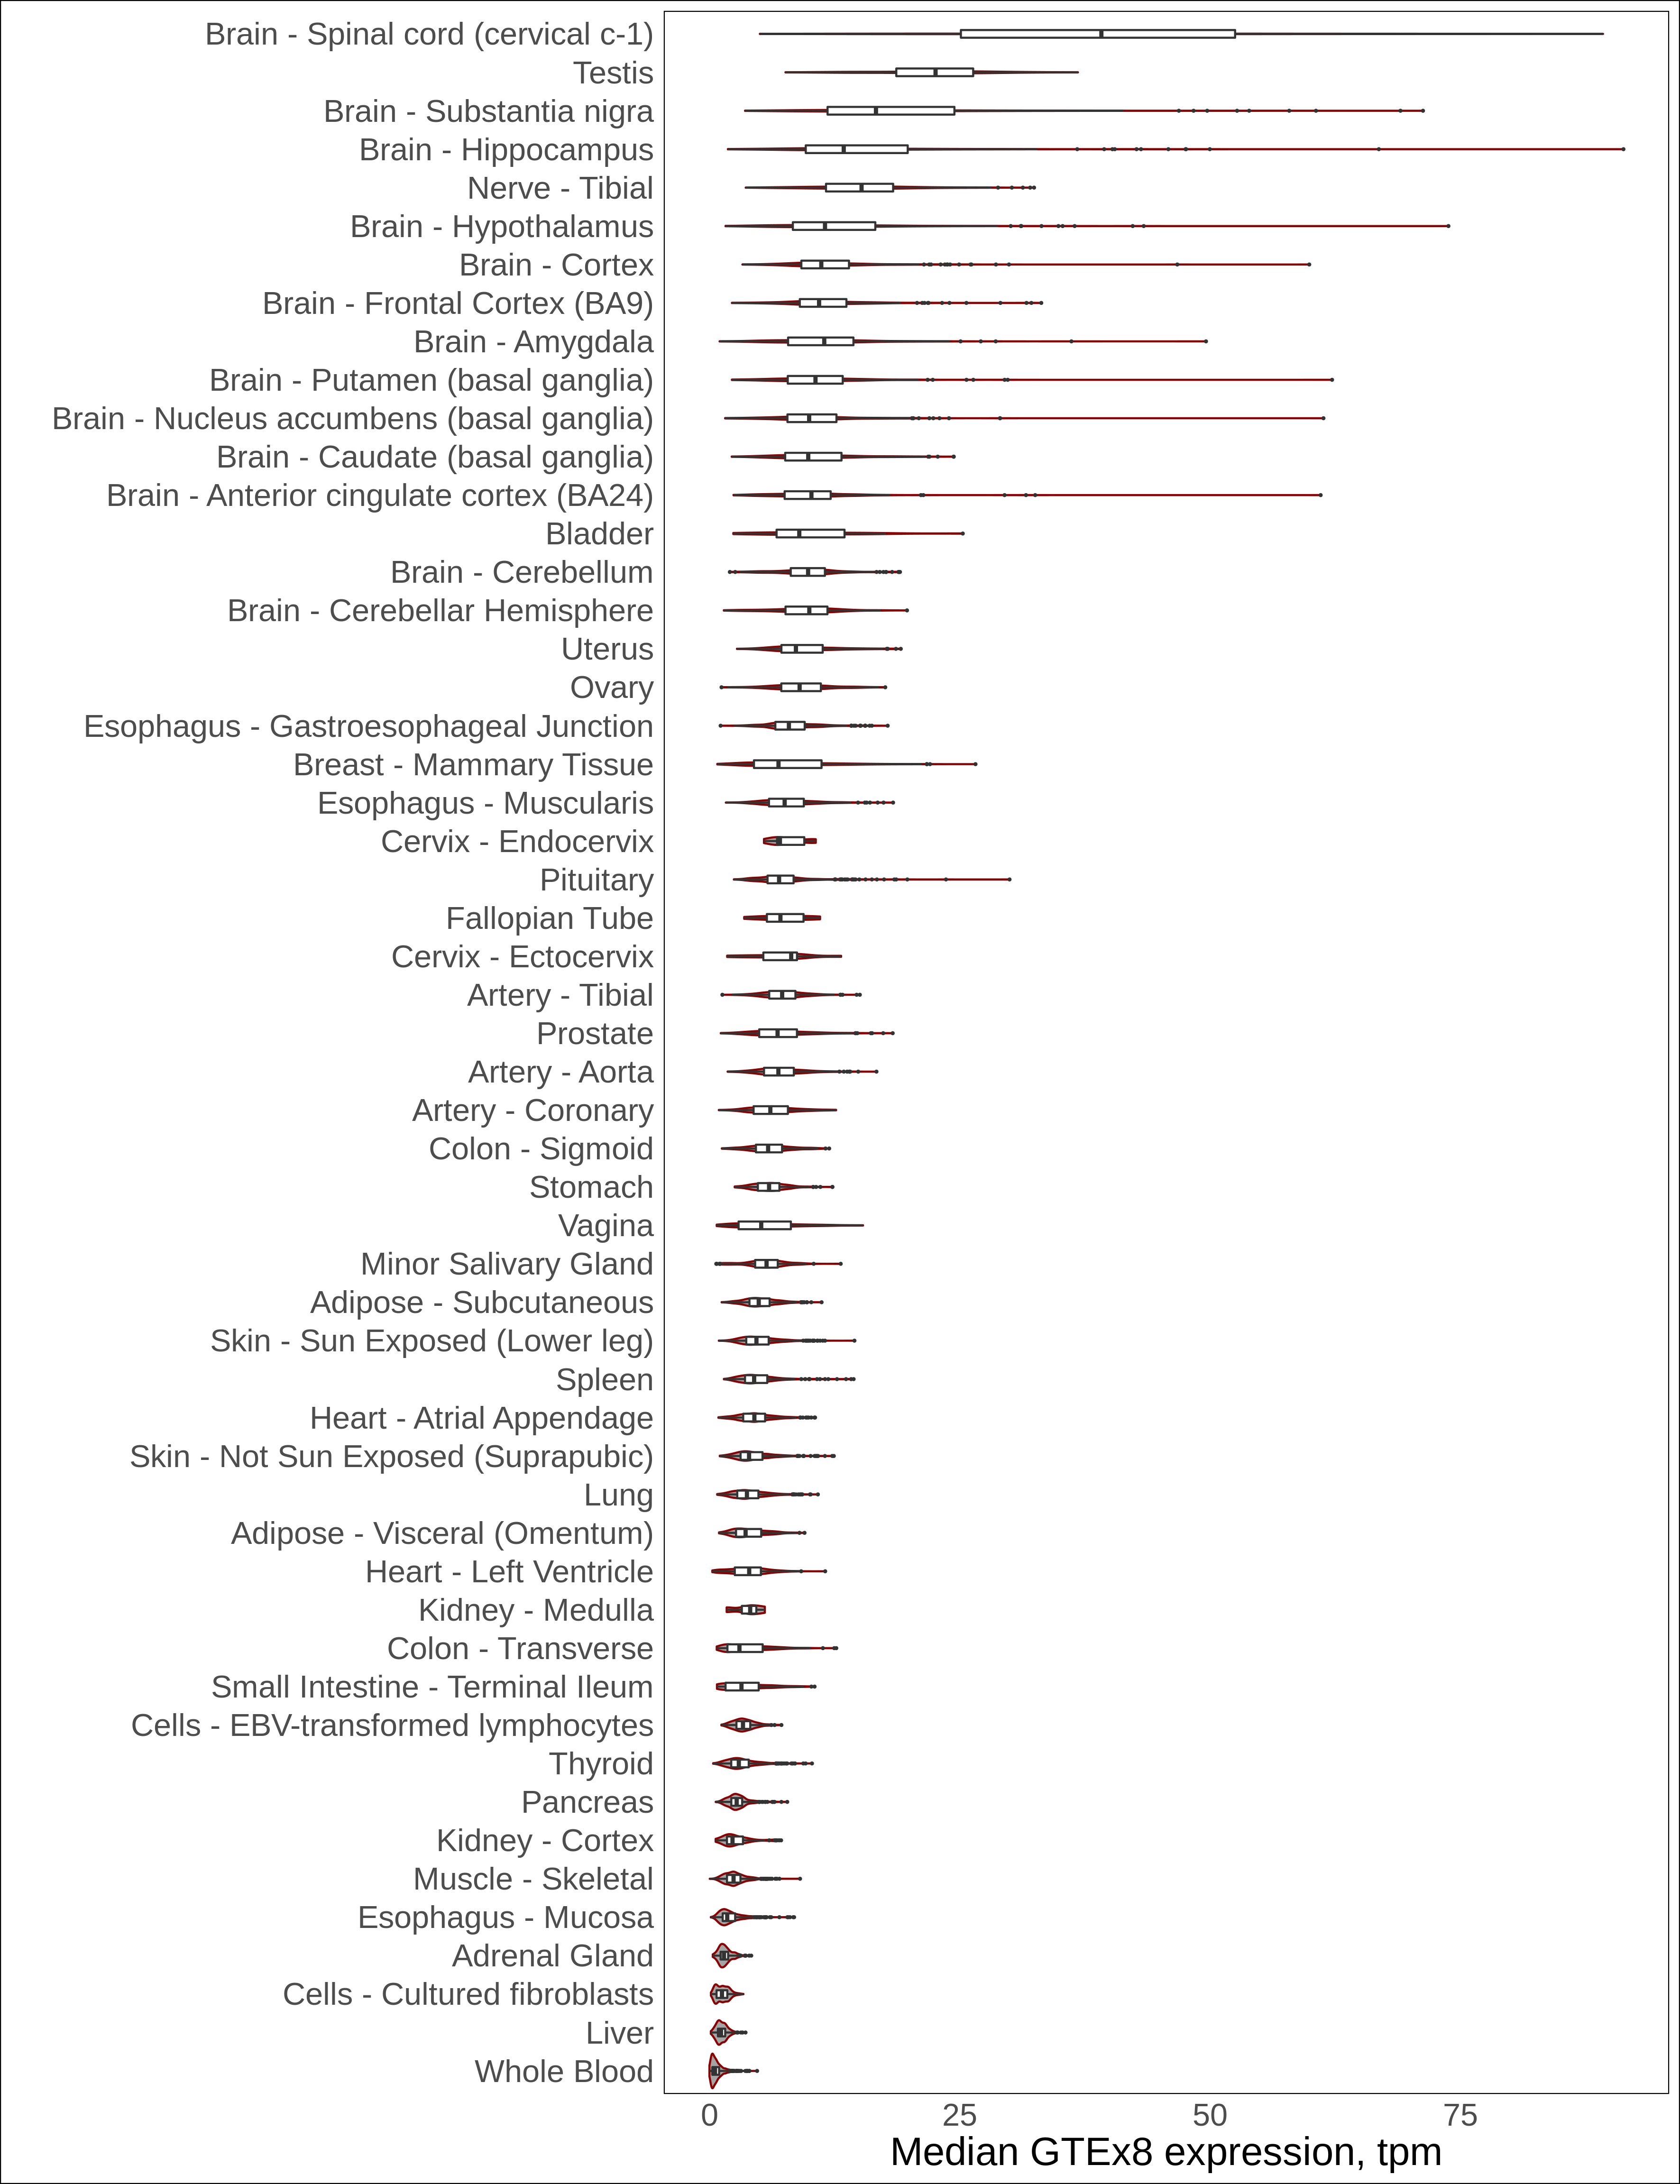 Brain - Spinal cord (cervical c-1)
Testis
Brain - Substantia nigra
Brain - Hippocampus
Nerve - Tibial
Brain - Hypothalamus
Brain - Cortex
Brain - Frontal Cortex (BA9)
Brain - Amygdala
Brain - Putamen (basal ganglia)
Brain - Nucleus accumbens (basal ganglia)
Brain - Caudate (basal ganglia)
Brain - Anterior cingulate cortex (BA24)
Bladder
Brain - Cerebellum
Brain - Cerebellar Hemisphere
Uterus
Ovary
Esophagus - Gastroesophageal Junction
Breast - Mammary Tissue
Esophagus - Muscularis
Cervix - Endocervix
Pituitary
Fallopian Tube
Cervix - Ectocervix
Artery - Tibial
Prostate
Artery - Aorta
Artery - Coronary
Colon - Sigmoid
Stomach
Vagina
Minor Salivary Gland
Adipose - Subcutaneous
Skin - Sun Exposed (Lower leg)
Spleen
Heart - Atrial Appendage
Skin - Not Sun Exposed (Suprapubic)
Lung
Adipose - Visceral (Omentum)
Heart - Left Ventricle
Kidney - Medulla
Colon - Transverse
Small Intestine - Terminal Ileum
Cells - EBV-transformed lymphocytes
Thyroid
Pancreas
Kidney - Cortex
Muscle - Skeletal
Esophagus - Mucosa
Adrenal Gland
Cells - Cultured fibroblasts
Liver
Whole Blood
0 25 50 75
Median GTEx8 expression, tpm